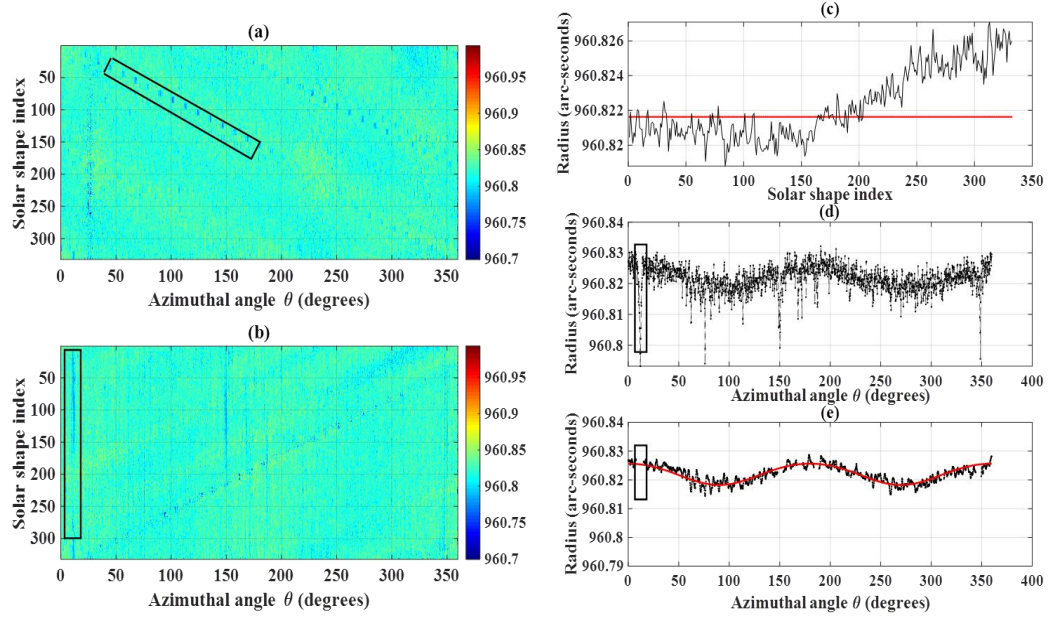 (a)
Solar shape index
50
100
150
200
250
300
0 50 100 150 200 250 300 350
Azimuthal angle θ (degrees)
960.95
960.9
960.85
960.8
960.75
960.7
(b)
Solar shape index
50
100
150
200
250
300
0 50 100 150 200 250 300 350
Azimuthal angle θ (degrees)
960.95
960.9
960.85
960.8
960.75
960.7
(c)
Radius (arc-seconds)
960.826
960.824
960.822
960.82
0 50 100 150 200 250 300 350
Solar shape index
(d)
Radius (arc-seconds)
960.84
960.83
960.82
960.81
960.8
0 50 100 150 200 250 300 350 400
Azimuthal angle θ (degrees)
(e)
Radius (arc-seconds)
960.84
960.83
960.82
960.81
960.8
960.79
0 50 100 150 200 250 300 350 400
Azimuthal angle θ (degrees)